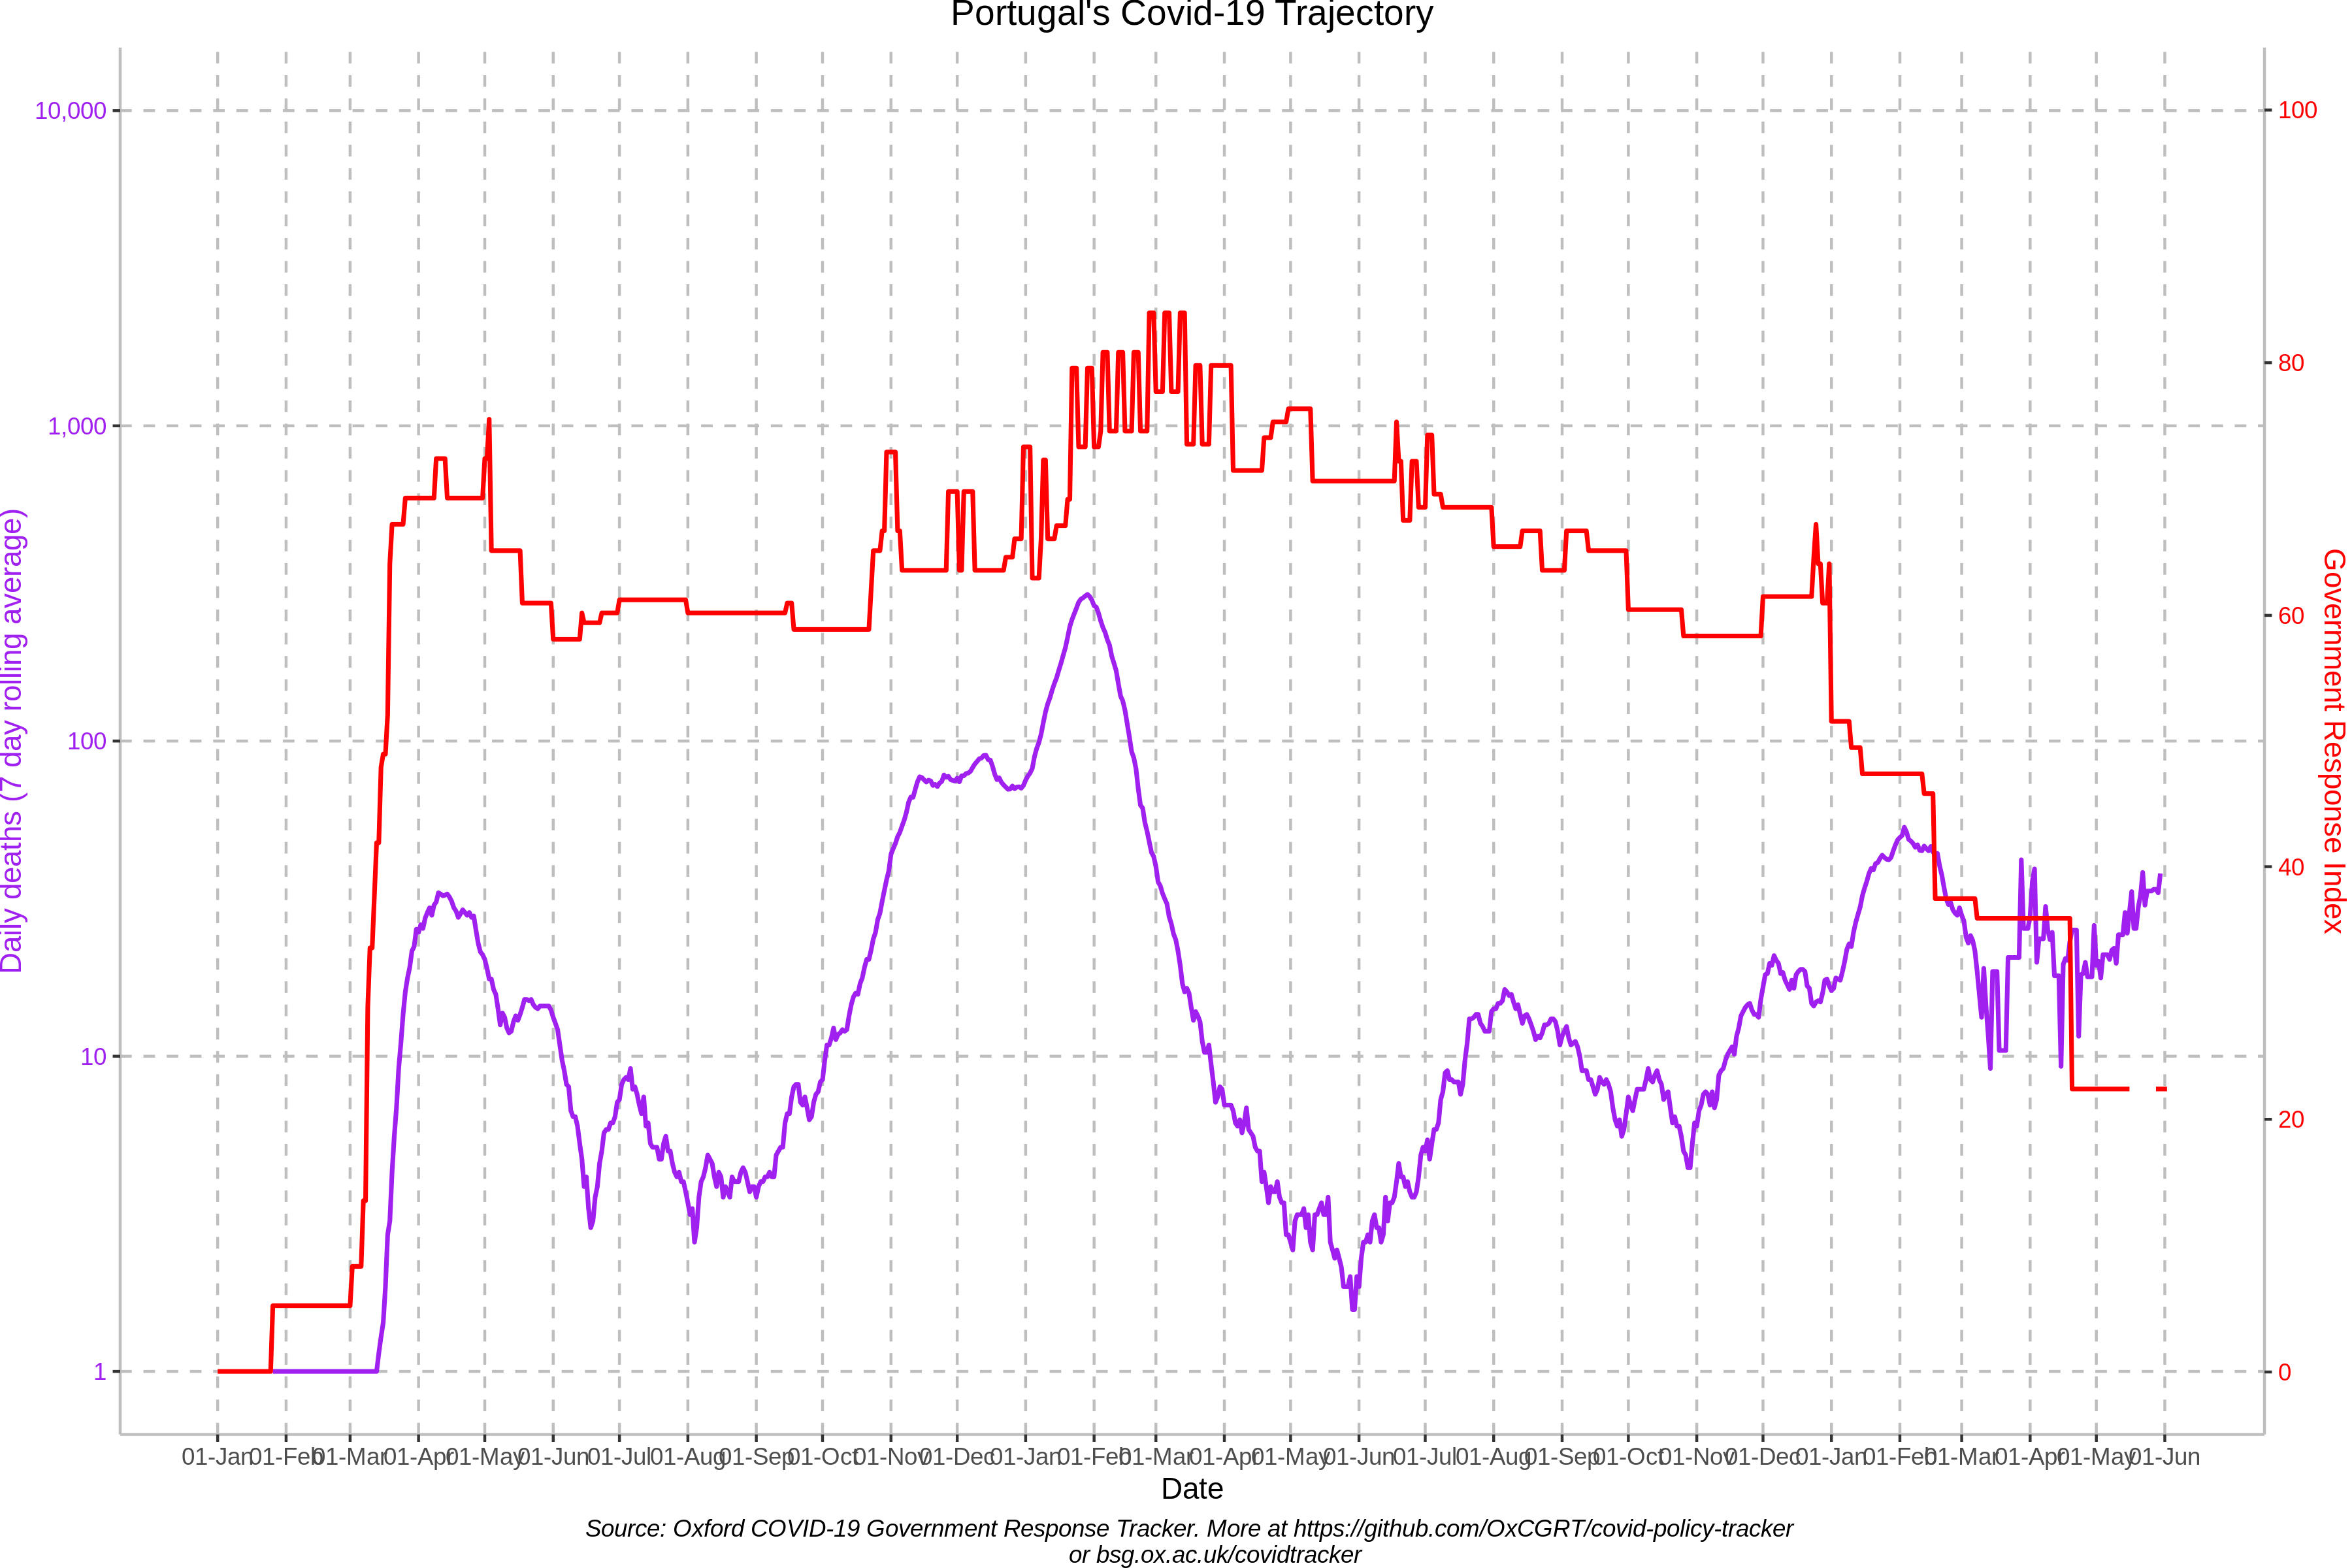 Portugal's Covid-19 Trajectory
10,000
1,000
100
10
1
Daily deaths (7 day rolling average)
100
80
60
40
20
0
Government Response Index
01-Jan 01-Feb 01-Mar 01-Apr 01-May 01-Jun 01-Jul 01-Aug 01-Sep 01-Oct 01-Nov 01-Dec 01-Jan 01-Feb 01-Mar 01-Apr 01-May 01-Jun 01-Jul 01-Aug 01-Sep 01-Oct 01-Nov 01-Dec 01-Jan 01-Feb 01-Mar 01-Apr 01-May 01-Jun
Date
Source: Oxford COVID-19 Government Response Tracker. More at https://github.com/OxCGRT/covid-policy-tracker
or bsg.ox.ac.uk/covidtracker